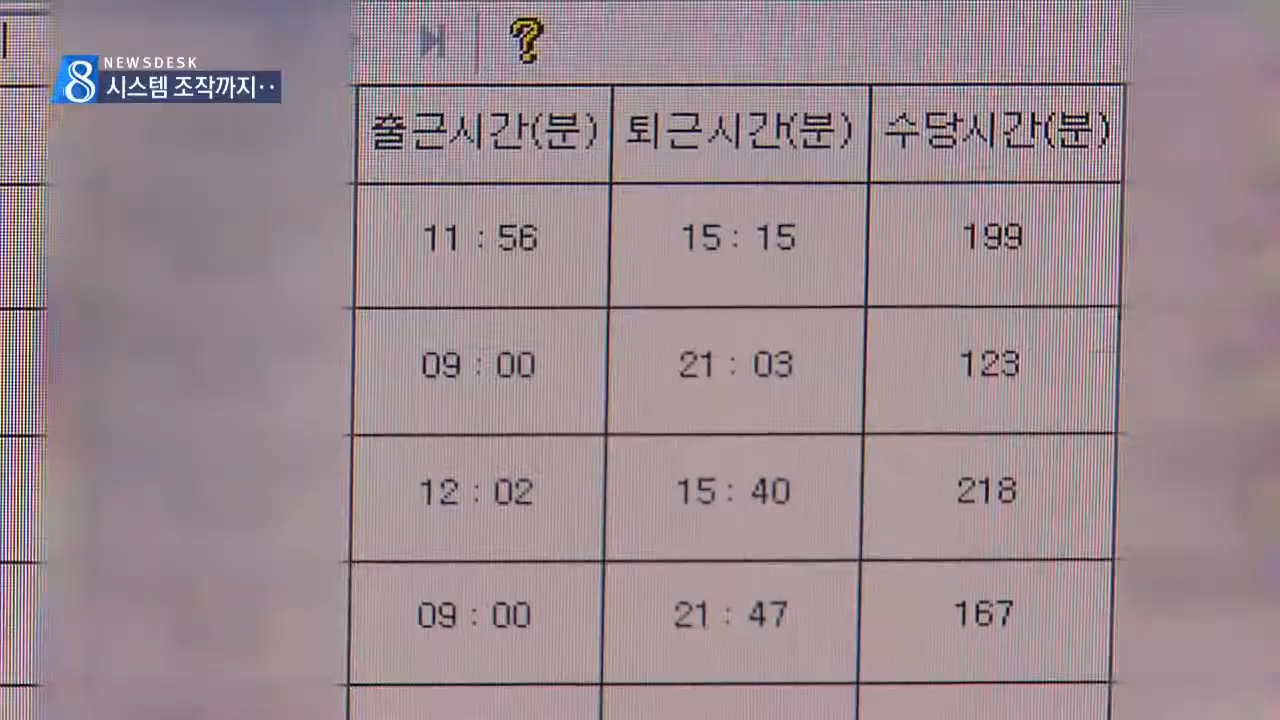 8 NEWSDESK
시스템 조작까지··
출근시간(분) 퇴근시간(분) 수당시간(분)
11 : 56 15 : 15 199
09 : 00 21 : 03 123
12 : 02 15 : 40 218
09 : 00 21 : 47 167